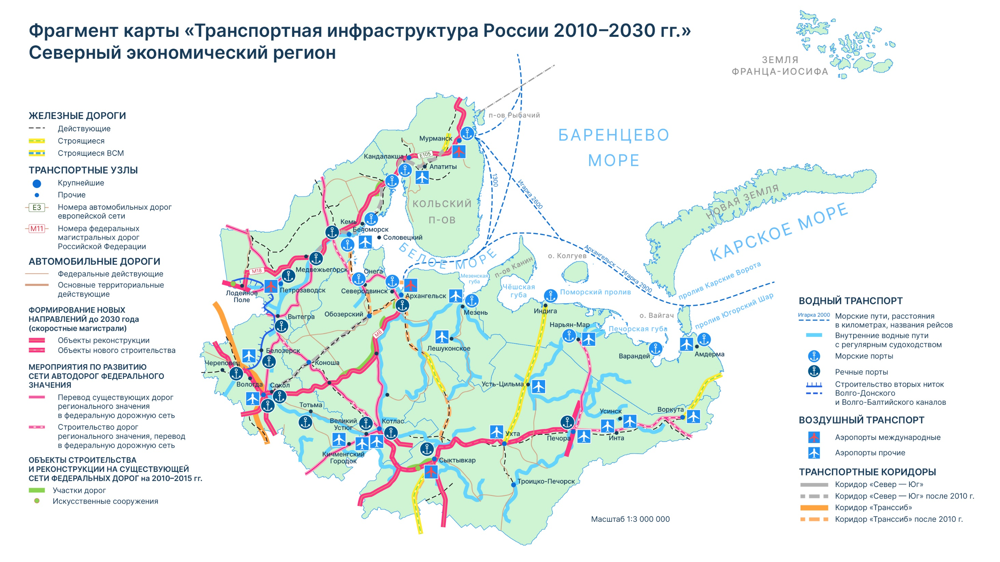 Фрагмент карты «Транспортная инфраструктура России 2010–2030 гг.»
Северный экономический регион
ЖЕЛЕЗНЫЕ ДОРОГИ
Действующие
Строящиеся
Строящиеся ВСМ
ТРАНСПОРТНЫЕ УЗЛЫ
Крупнейшие
Прочие
E3
Номера автомобильных дорог
европейской сети
M11
Номера федеральных
магистральных дорог
Российской Федерации
АВТОМОБИЛЬНЫЕ ДОРОГИ
Федеральные действующие
Основные территориальные
действующие
ФОРМИРОВАНИЕ НОВЫХ
НАПРАВЛЕНИЙ до 2030 года
(скоростные магистрали)
Объекты реконструкции
Объекты нового строительства
МЕРОПРИЯТИЯ ПО РАЗВИТИЮ
СЕТИ АВТОДОРОГ ФЕДЕРАЛЬНОГО
ЗНАЧЕНИЯ
Перевод существующих дорог
регионального значения
в федеральную дорожную сеть
Строительство дорог
регионального значения, перевод
в федеральную дорожную сеть
ОБЪЕКТЫ СТРОИТЕЛЬСТВА
И РЕКОНСТРУКЦИИ НА СУЩЕСТВУЮЩЕЙ
СЕТИ ФЕДЕРАЛЬНЫХ ДОРОГ на 2010–2015 гг.
Участки дорог
Искусственные сооружения
ЗЕМЛЯ
ФРАНЦА-ИОСИФА
п-ов Рыбачий
БАРЕНЦЕВО
МОРЕ
Мурманск
Кандалакша
E105
Апатиты
1300
Игарка 2600
КОЛЬСКИЙ
П-ОВ
НОВАЯ ЗЕМЛЯ
КАРСКОЕ МОРЕ
Кемь
Беломорск
Соловецкий
БЕЛОЕ МОРЕ
п-ов Канин
о. Колгуев
Архангельск — Игарка 2900
пролив Карские Ворота
пролив Югорский Шар
Медвежьегорск
M18
Онега
Мезенская
губа
Чёшская
губа
Поморский пролив
Лодейное
Поле
Петрозаводск
Северодвинск
Архангельск
Мезень
Индига
о. Вайгач
Обозерский
Вытегра
Нарьян-Мар
Печорская губа
M8
Лешуконское
Варандей
Амдерма
Белозерск
Череповец
Коноша
Вологда
Сокол
Усть-Цильма
Тотьма
Великий
Устюг
Котлас
Усинск
Воркута
Ухта
Печора
Инта
Кичменгский
Городок
Сыктывкар
Троицко-Печорск
Масштаб 1:3 000 000
ВОДНЫЙ ТРАНСПОРТ
Игарка 2000
Морские пути, расстояния
в километрах, названия рейсов
Внутренние водные пути
с регулярным судоходством
Морские порты
Речные порты
Строительство вторых ниток
Волго-Донского
и Волго-Балтийского каналов
ВОЗДУШНЫЙ ТРАНСПОРТ
Аэропорты международные
Аэропорты прочие
ТРАНСПОРТНЫЕ КОРИДОРЫ
Коридор «Север — Юг»
Коридор «Север — Юг» после 2010 г.
Коридор «Транссиб»
Коридор «Транссиб» после 2010 г.